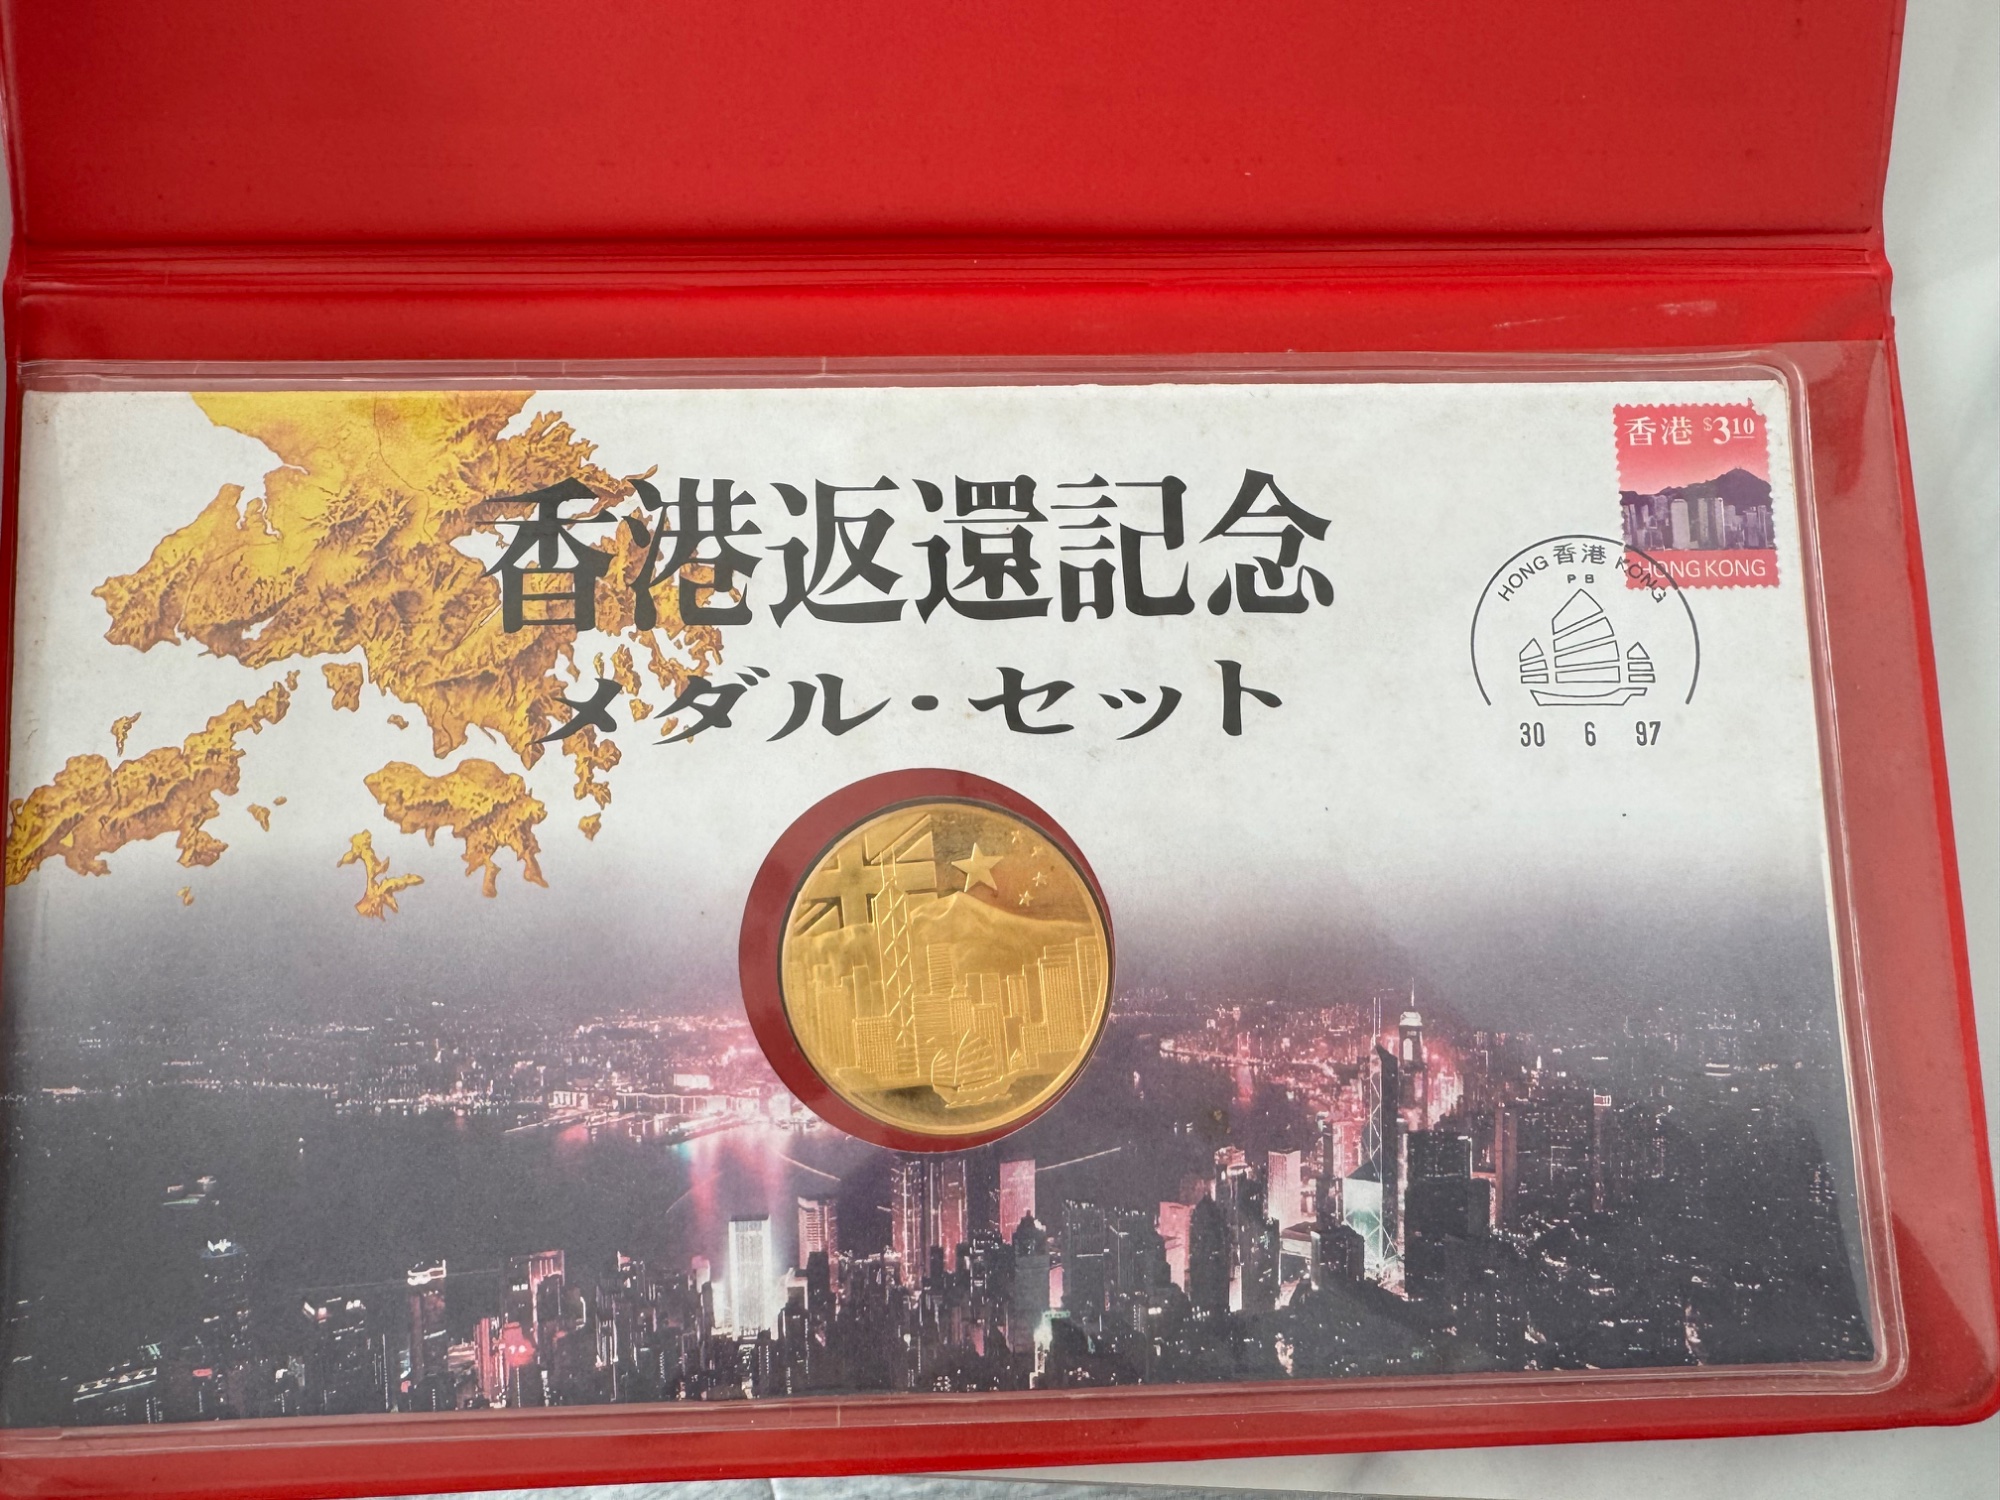 香港 $3.10
HONG KONG
香港返還記念
メダル・セット
HONG 香港 KONG
PB
30 6 97